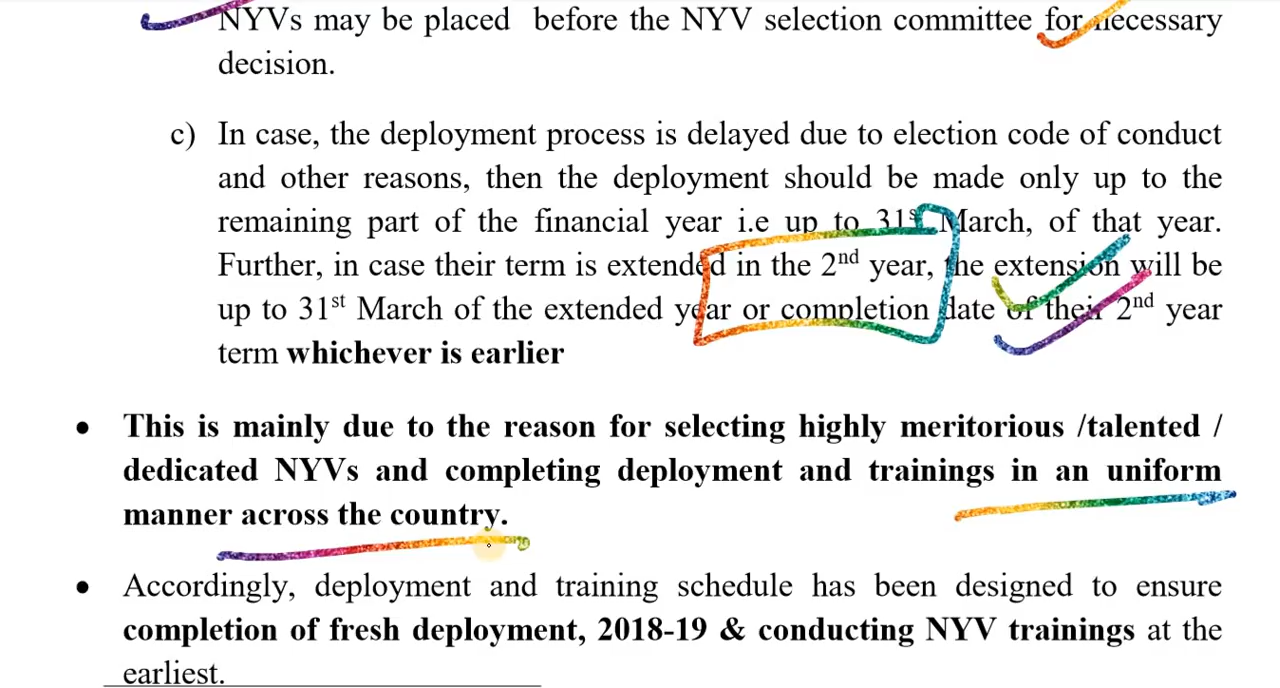 NYVs may be placed before the NYV selection committee for necessary
decision.
c) In case, the deployment process is delayed due to election code of conduct
and other reasons, then the deployment should be made only up to the
remaining part of the financial year i.e up to 31st March, of that year.
Further, in case their term is extended in the 2nd year, the extension will be
up to 31st March of the extended year or completion date of their 2nd year
term whichever is earlier
• This is mainly due to the reason for selecting highly meritorious /talented /
dedicated NYVs and completing deployment and trainings in an uniform
manner across the country.
• Accordingly, deployment and training schedule has been designed to ensure
completion of fresh deployment, 2018-19 & conducting NYV trainings at the
earliest.